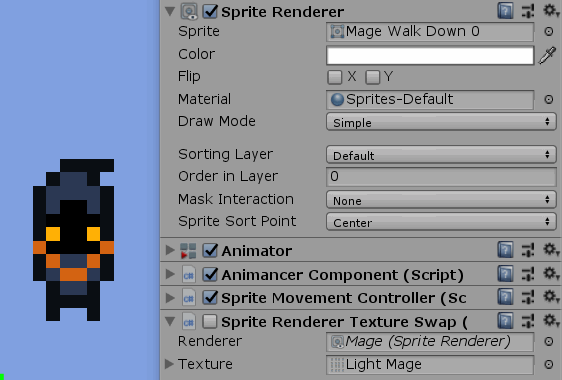 Sprite Renderer
Sprite Mage Walk Down 0
Color
Flip X Y
Material Sprites-Default
Draw Mode Simple
Sorting Layer Default
Order in Layer 0
Mask Interaction None
Sprite Sort Point Center
Animator
Animancer Component (Script)
Sprite Movement Controller (Sc
Sprite Renderer Texture Swap (
Renderer Mage (Sprite Renderer)
Texture Light Mage